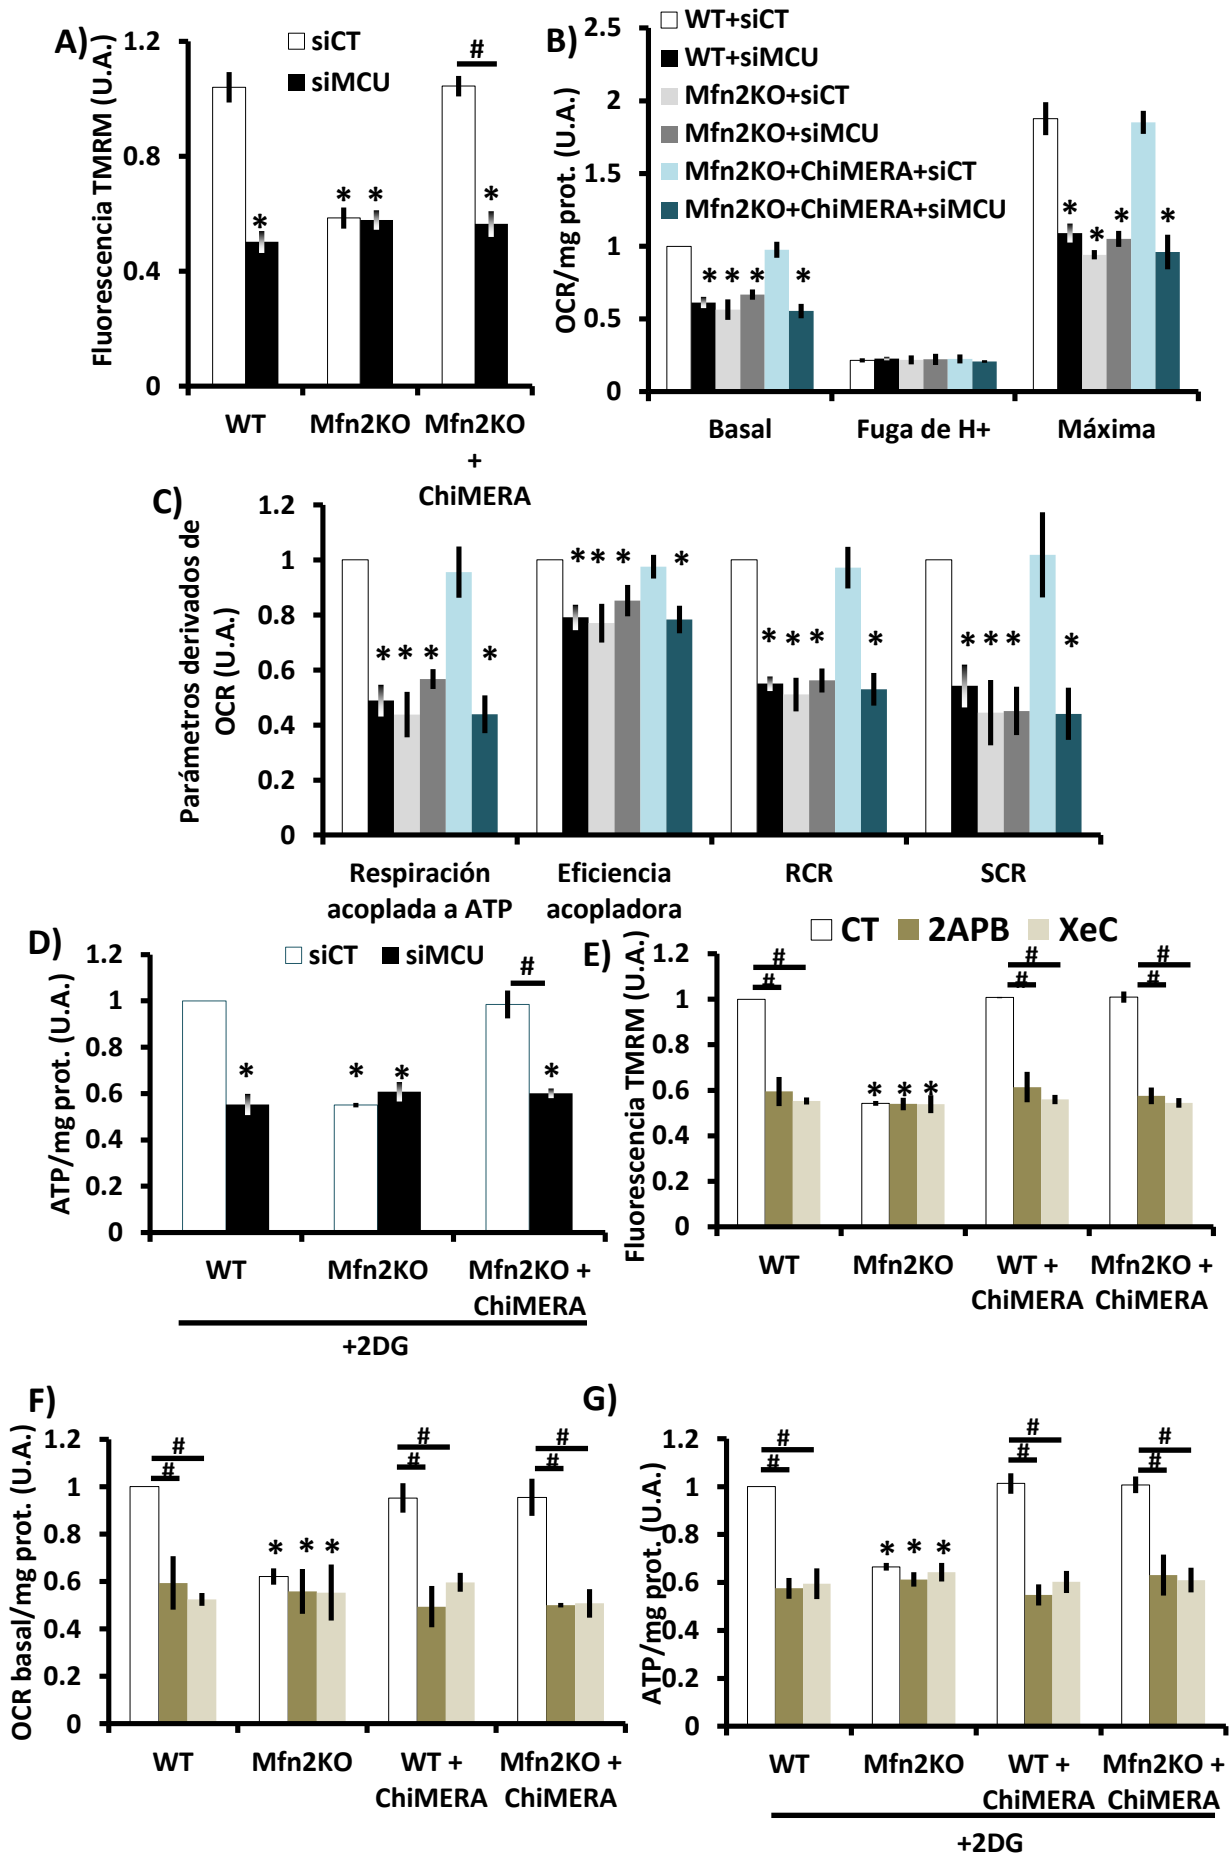 A)
Fluorescencia TMRM (U.A.)
1.2
0.8
0.4
0
siCT
siMCU
#
*
* *
*
WT
Mfn2KO
Mfn2KO
+
ChiMERA
B)
OCR/mg prot. (U.A.)
2.5
2
1.5
1
0.5
0
WT+siCT
WT+siMCU
Mfn2KO+siCT
Mfn2KO+siMCU
Mfn2KO+ChiMERA+siCT
Mfn2KO+ChiMERA+siMCU
* * * *
* * * *
Basal
Fuga de H+
Máxima
C)
Parámetros derivados de
OCR (U.A.)
1.2
1
0.8
0.6
0.4
0.2
0
* * * *
* * * *
* * * *
* * * *
Respiración
acoplada a ATP
Eficiencia
acopladora
RCR
SCR
D)
ATP/mg prot. (U.A.)
1.2
1
0.8
0.6
0.4
0.2
0
siCT
siMCU
#
*
* *
*
WT
Mfn2KO
Mfn2KO +
ChiMERA
+2DG
E)
Fluorescencia TMRM (U.A.)
1.2
1
0.8
0.6
0.4
0.2
0
CT
2APB
XeC
#
#
* * *
#
#
#
#
WT
Mfn2KO
WT +
ChiMERA
Mfn2KO +
ChiMERA
F)
OCR basal/mg prot. (U.A.)
1.2
1
0.8
0.6
0.4
0.2
0
#
#
* * *
#
#
#
#
WT
Mfn2KO
WT +
ChiMERA
Mfn2KO +
ChiMERA
G)
ATP/mg prot. (U.A.)
1.2
1
0.8
0.6
0.4
0.2
0
#
#
* * *
#
#
#
#
WT
Mfn2KO
WT +
ChiMERA
Mfn2KO +
ChiMERA
+2DG